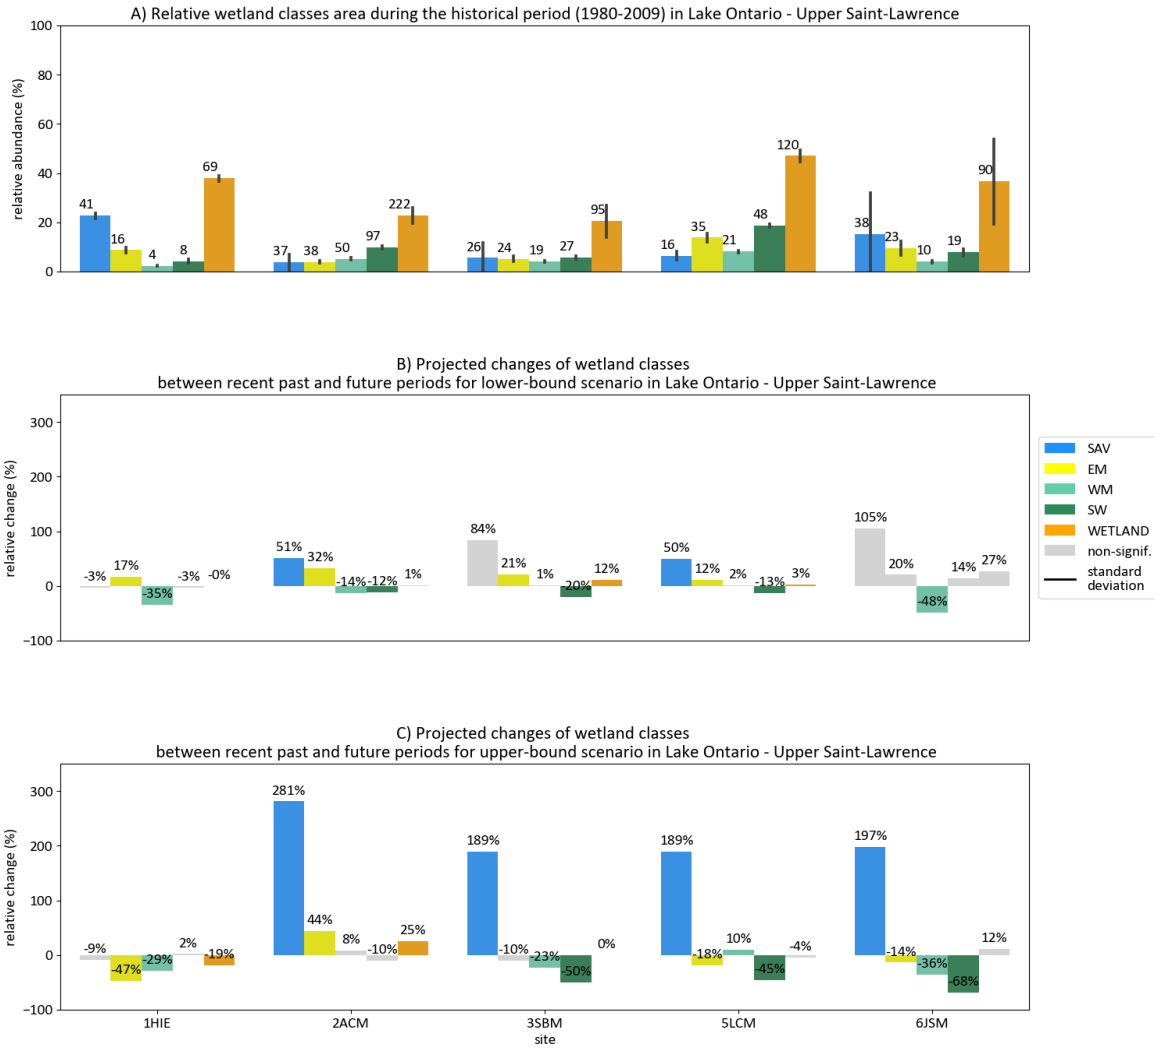 A) Relative wetland classes area during the historical period (1980-2009) in Lake Ontario - Upper Saint-Lawrence
relative abundance (%)
100
80
60
40
20
0
41 16 4 8 69
37 38 50 97 222
26 24 19 27 95
16 35 21 48 120
38 23 10 19 90
B) Projected changes of wetland classes
between recent past and future periods for lower-bound scenario in Lake Ontario - Upper Saint-Lawrence
relative change (%)
300
200
100
0
−100
-3% 17% -35% -3% -0%
51% 32% -14% -12% 1%
84% 21% 1% -20% 12%
50% 12% 2% -13% 3%
105% 20% -48% 14% 27%
SAV
EM
WM
SW
WETLAND
non-signif.
standard
deviation
C) Projected changes of wetland classes
between recent past and future periods for upper-bound scenario in Lake Ontario - Upper Saint-Lawrence
relative change (%)
300
200
100
0
−100
-9% -47% -29% 2% -19%
281% 44% 8% -10% 25%
189% -10% -23% -50% 0%
189% -18% 10% -45% -4%
197% -14% -36% -68% 12%
1HIE 2ACM 3SBM 5LCM 6JSM
site